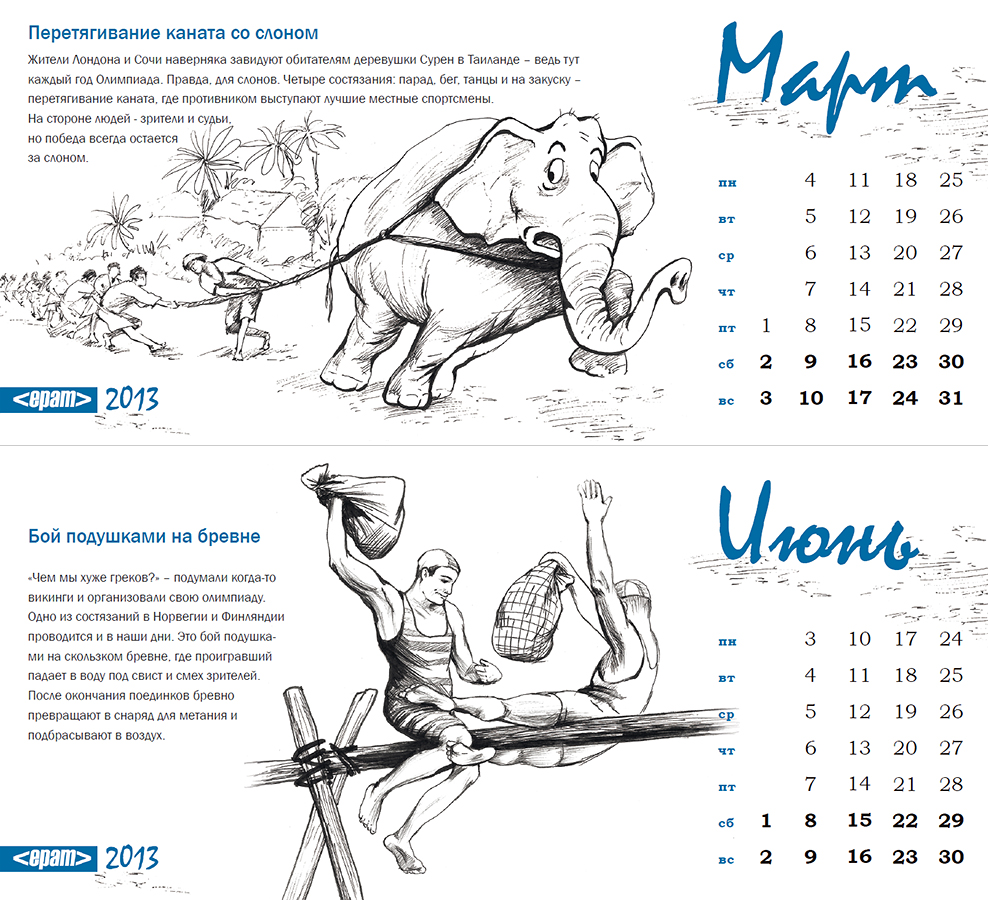 Перетягивание каната со слоном
Жители Лондона и Сочи наверняка завидуют обитателям деревушки Сурен в Таиланде – ведь тут
каждый год Олимпиада. Правда, для слонов. Четыре состязания: парад, бег, танцы и на закуску –
перетягивание каната, где противником выступают лучшие местные спортсмены.
На стороне людей - зрители и судьи,
но победа всегда остается
за слоном.
<epam> 2013
Март
пн 4 11 18 25
вт 5 12 19 26
ср 6 13 20 27
чт 7 14 21 28
пт 1 8 15 22 29
сб 2 9 16 23 30
вс 3 10 17 24 31
Бой подушками на бревне
«Чем мы хуже греков?» – подумали когда-то
викинги и организовали свою олимпиаду.
Одно из состязаний в Норвегии и Финляндии
проводится и в наши дни. Это бой подушка-
ми на скользком бревне, где проигравший
падает в воду под свист и смех зрителей.
После окончания поединков бревно
превращают в снаряд для метания и
подбрасывают в воздух.
<epam> 2013
Июнь
пн 3 10 17 24
вт 4 11 18 25
ср 5 12 19 26
чт 6 13 20 27
пт 7 14 21 28
сб 1 8 15 22 29
вс 2 9 16 23 30